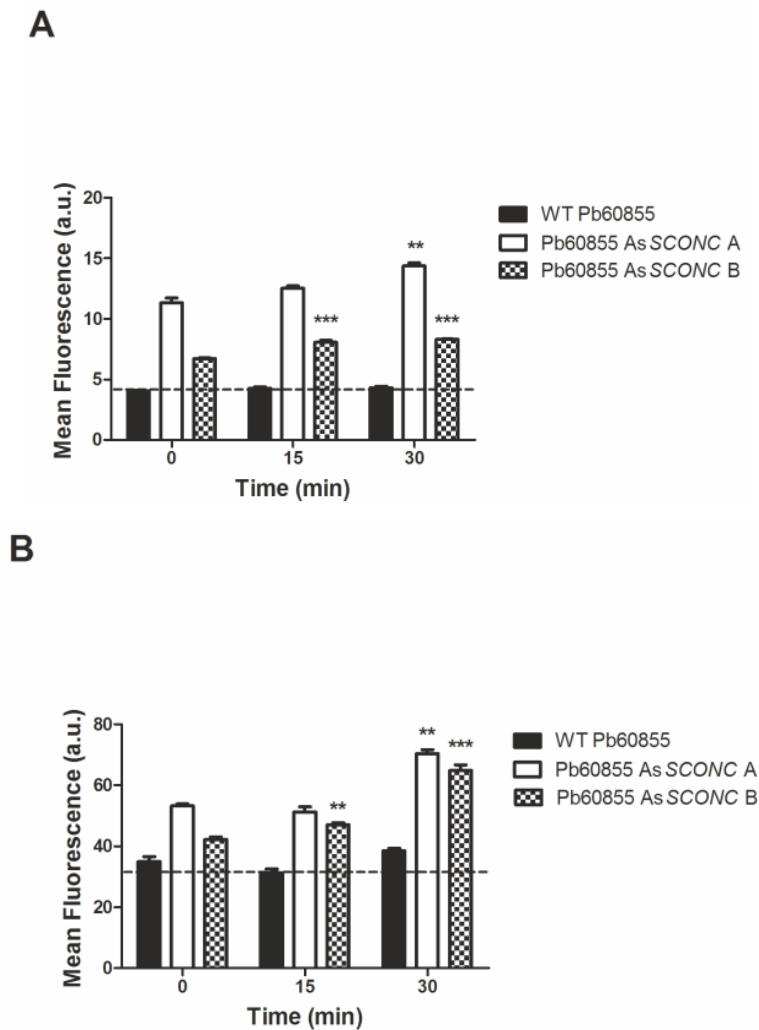 A
Mean Fluorescence (a.u.)
20
15
10
5
0
**
***
***
0
15
30
Time (min)
WT Pb60855
Pb60855 As SCONC A
Pb60855 As SCONC B
B
Mean Fluorescence (a.u.)
80
60
40
20
0
**
**
***
0
15
30
Time (min)
WT Pb60855
Pb60855 As SCONC A
Pb60855 As SCONC B